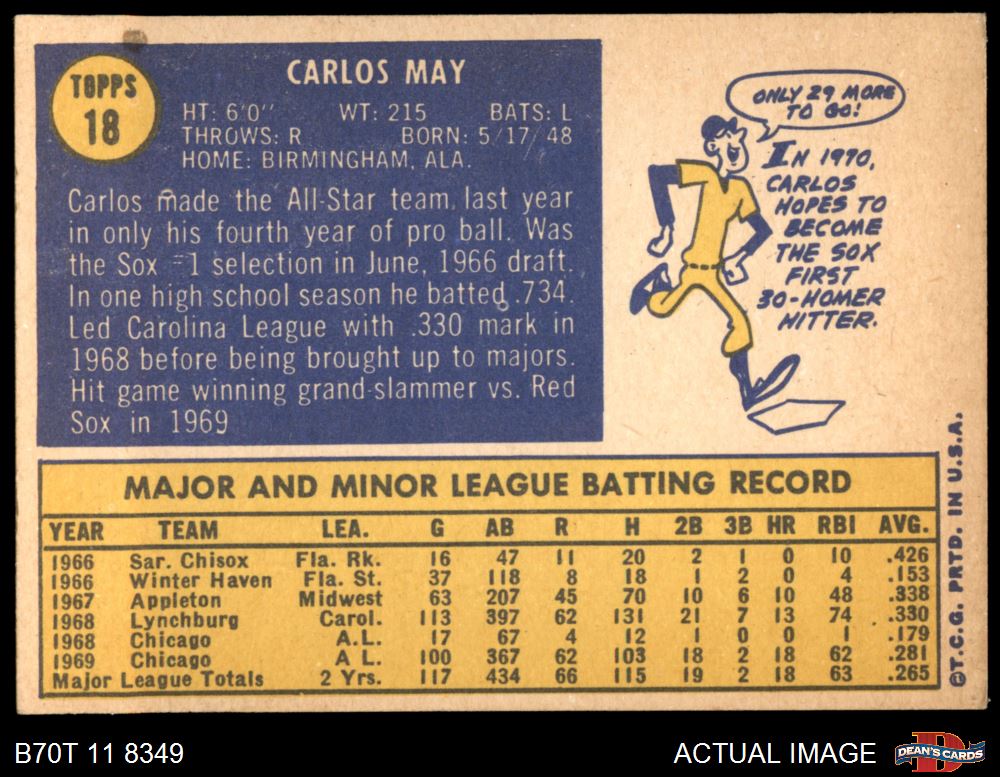 TOPPS
18
CARLOS MAY
HT: 6'0" WT: 215 BATS: L
THROWS: R BORN: 5/17/48
HOME: BIRMINGHAM, ALA.
Carlos made the All-Star team last year
in only his fourth year of pro ball. Was
the Sox #1 selection in June, 1966 draft.
In one high school season he batted .734.
Led Carolina League with .330 mark in
1968 before being brought up to majors.
Hit game winning grand-slammer vs. Red
Sox in 1969
ONLY 29 MORE
TO GO!
IN 1970,
CARLOS
HOPES TO
BECOME
THE SOX
FIRST
30-HOMER
HITTER.
MAJOR AND MINOR LEAGUE BATTING RECORD
YEAR TEAM LEA. G AB R H 2B 3B HR RBI AVG.
1966 Sar. Chisox Fla. Rk. 16 47 11 20 2 1 0 10 .426
1966 Winter Haven Fla. St. 37 118 8 18 1 2 0 4 .153
1967 Appleton Midwest 63 207 45 70 10 6 10 48 .338
1968 Lynchburg Carol. 113 397 62 131 21 7 13 74 .330
1968 Chicago A.L. 17 67 4 12 1 0 0 1 .179
1969 Chicago A L. 100 367 62 103 18 2 18 62 .281
Major League Totals 2 Yrs. 117 434 66 115 19 2 18 63 .265
©T.C.G. PRTD. IN U.S.A.
B70T 11 8349
ACTUAL IMAGE
DEAN'S CARDS